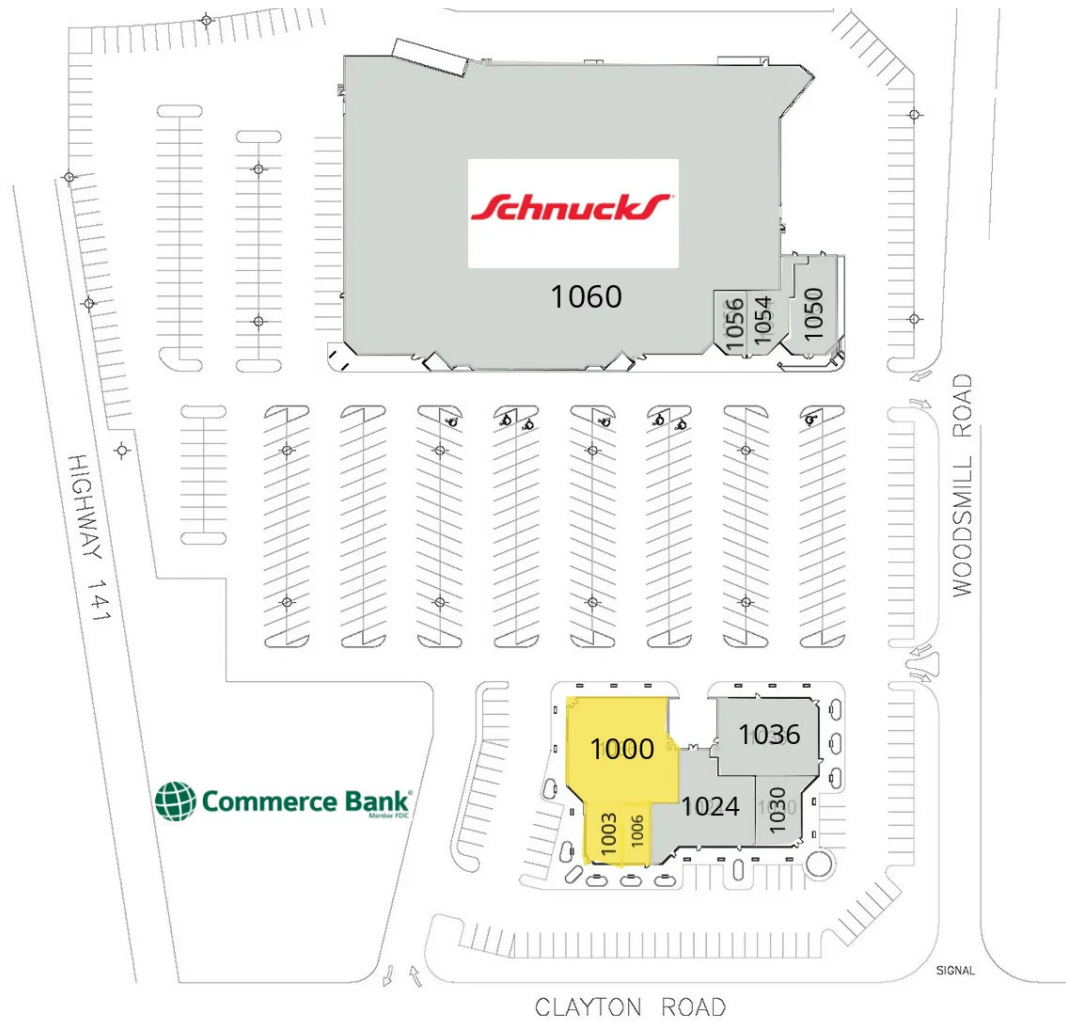 Schnucks
1060
1056
1054
1050
HIGHWAY 141
WOODSMILL ROAD
1000
1036
1003
1006
1024
1030
Commerce Bank
Member FDIC
SIGNAL
CLAYTON ROAD